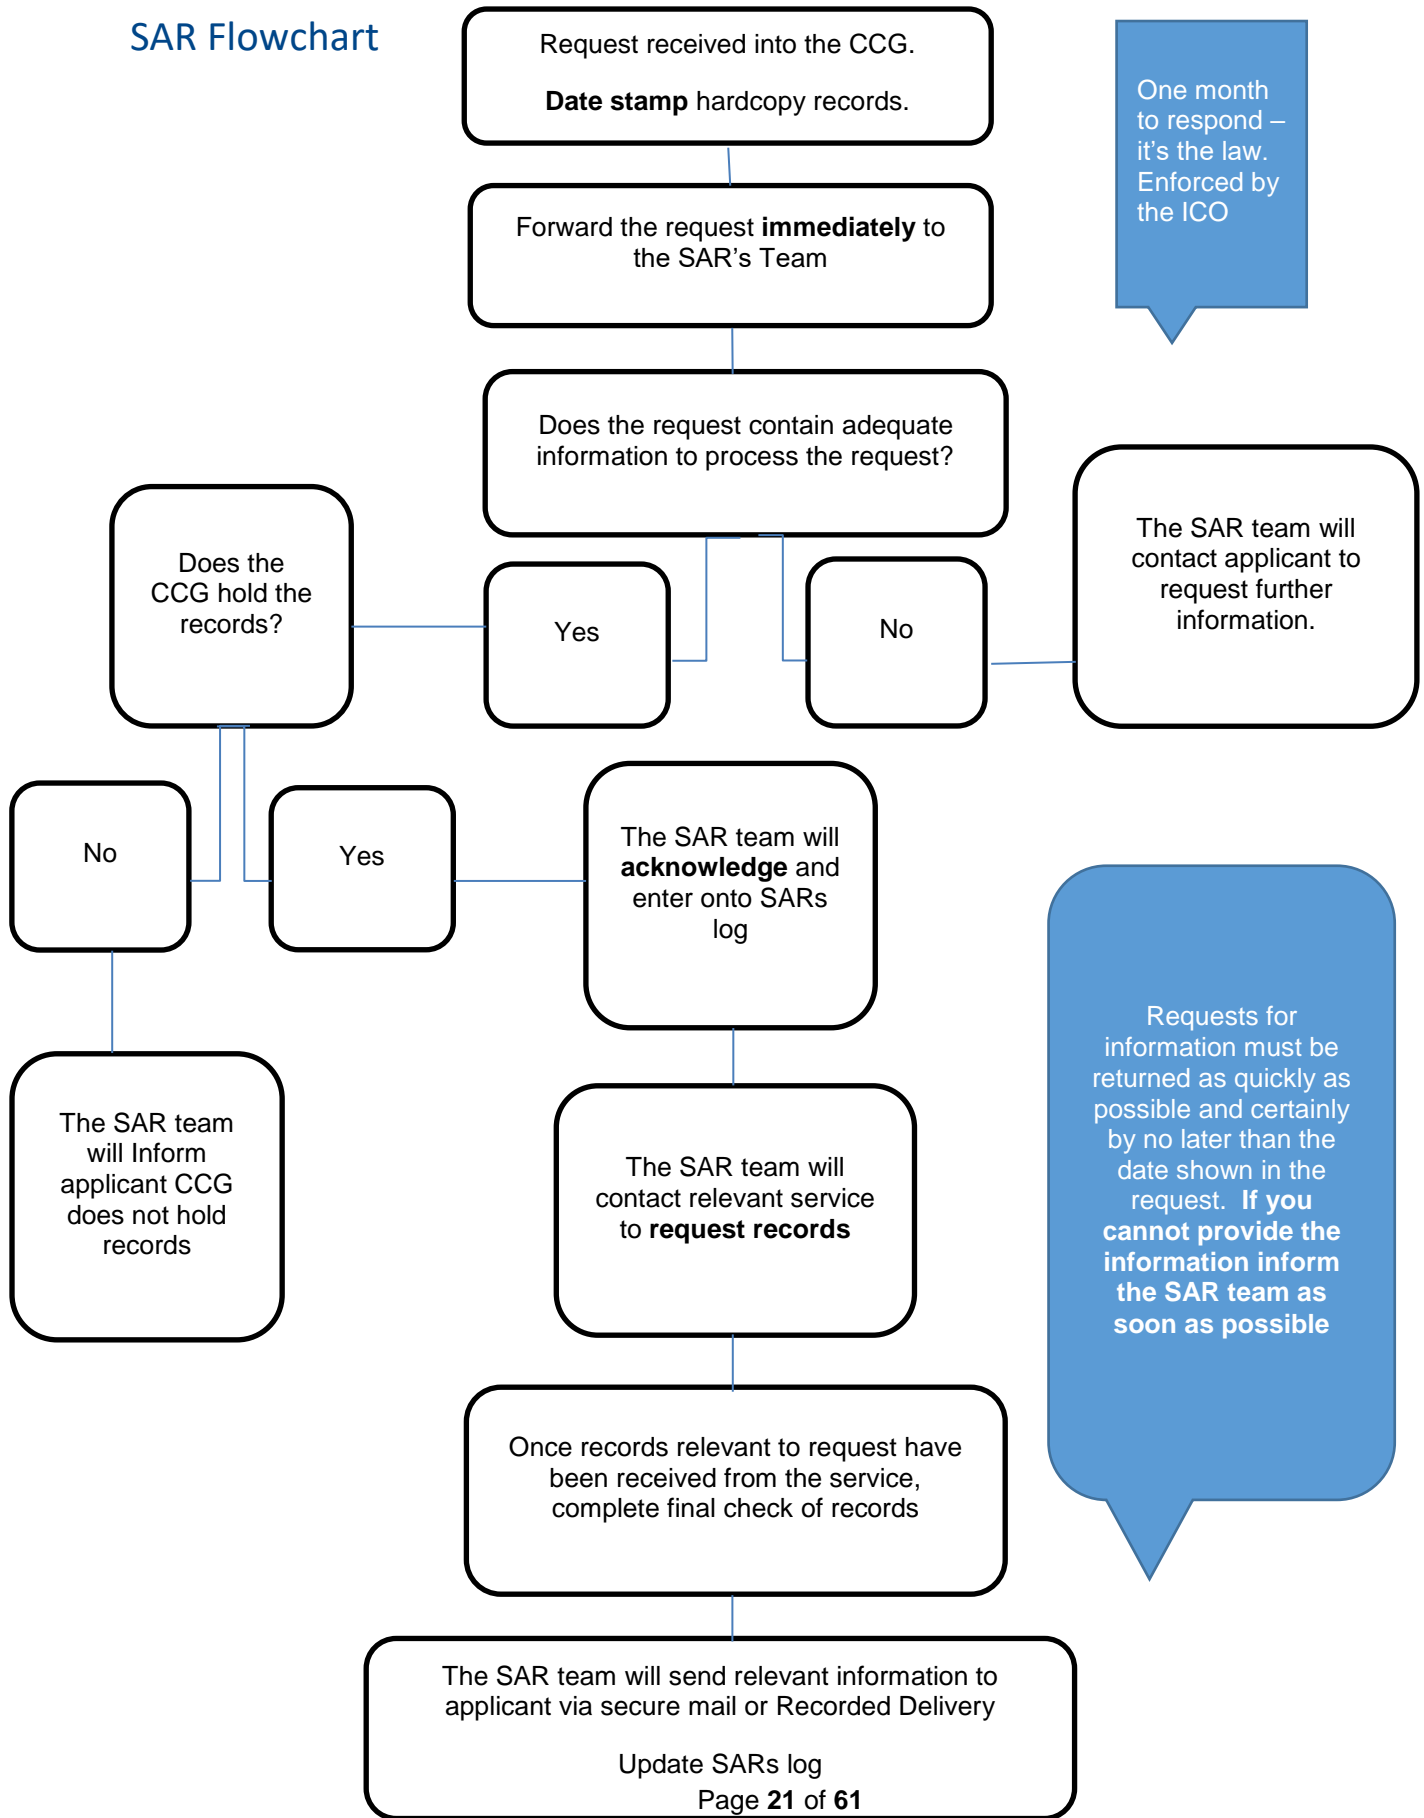 SAR Flowchart
Request received into the CCG.
Date stamp hardcopy records.
One month
to respond –
it's the law.
Enforced by
the ICO
Forward the request immediately to
the SAR's Team
Does the request contain adequate
information to process the request?
The SAR team will
contact applicant to
request further
information.
Does the
CCG hold the
records?
Yes
No
No
Yes
The SAR team will
acknowledge and
enter onto SARs
log
Requests for
information must be
returned as quickly as
possible and certainly
by no later than the
date shown in the
request.  If you
cannot provide the
information inform
the SAR team as
soon as possible
The SAR team
will Inform
applicant CCG
does not hold
records
The SAR team will
contact relevant service
to request records
Once records relevant to request have
been received from the service,
complete final check of records
The SAR team will send relevant information to
applicant via secure mail or Recorded Delivery
Update SARs log
Page 21 of 61